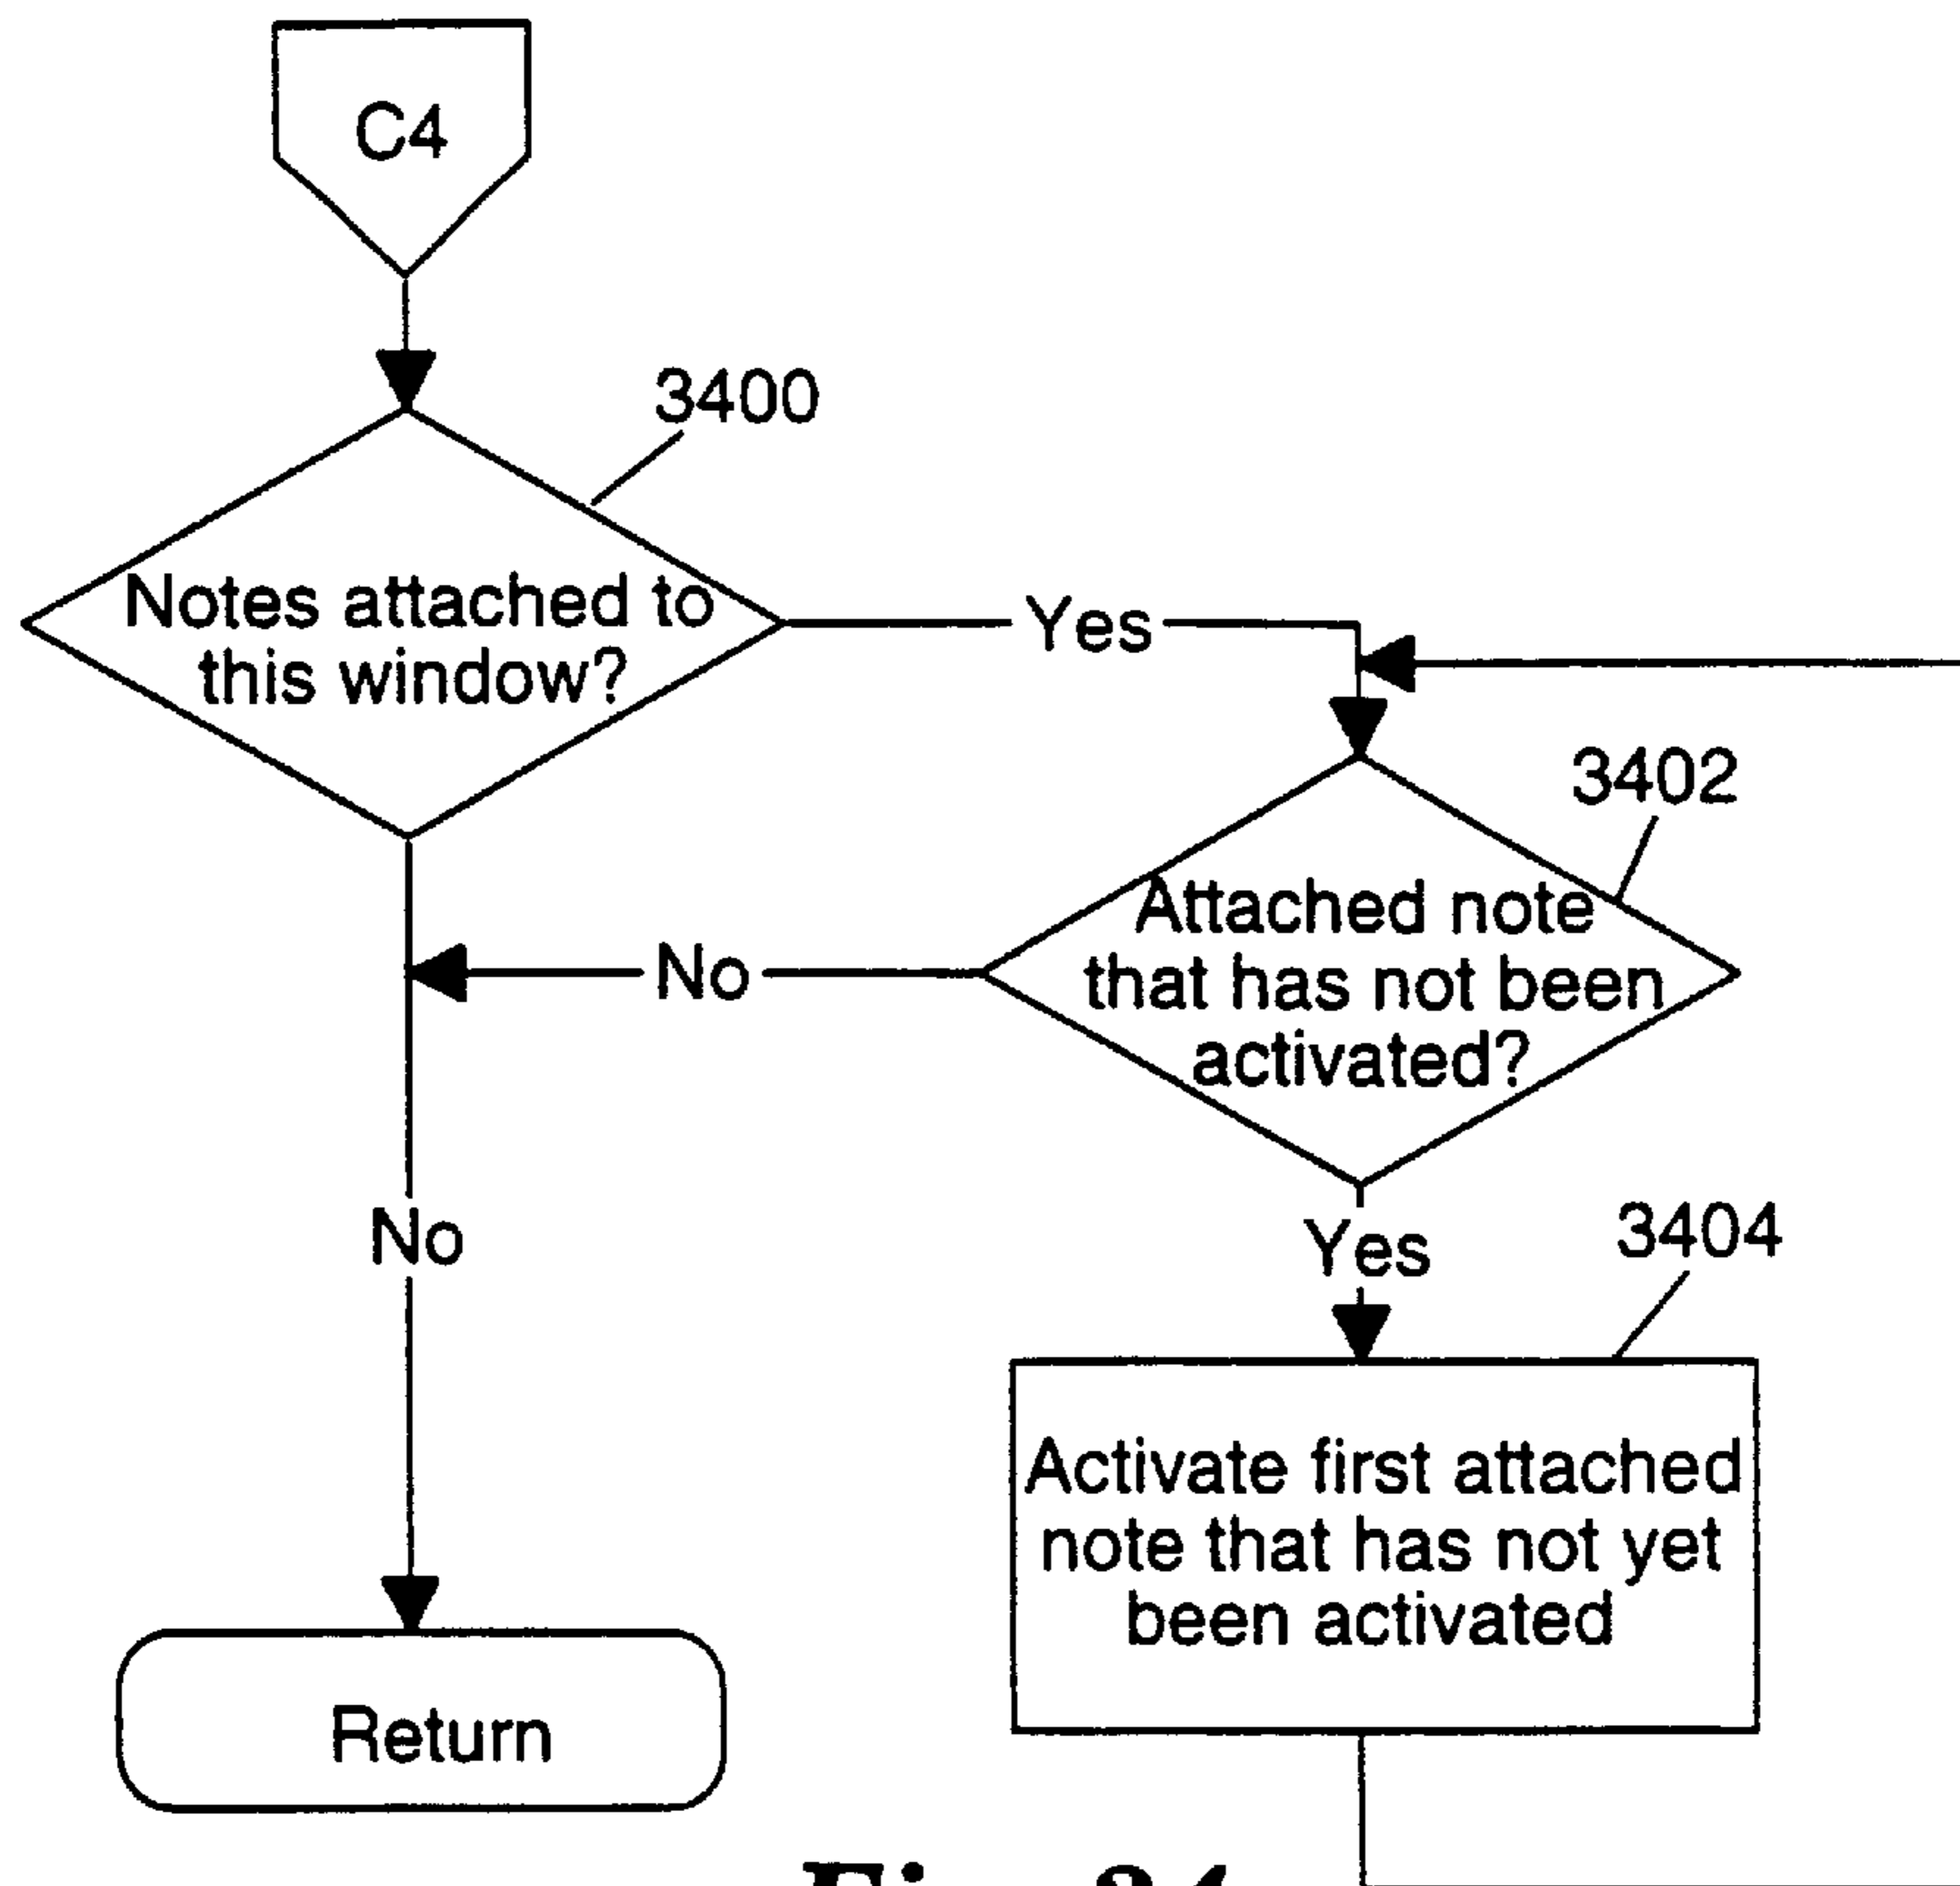 C4
3400
Notes attached to
this window?
Yes
3402
Attached note
that has not been
activated?
No
No
Yes
3404
Activate first attached
note that has not yet
been activated
Return